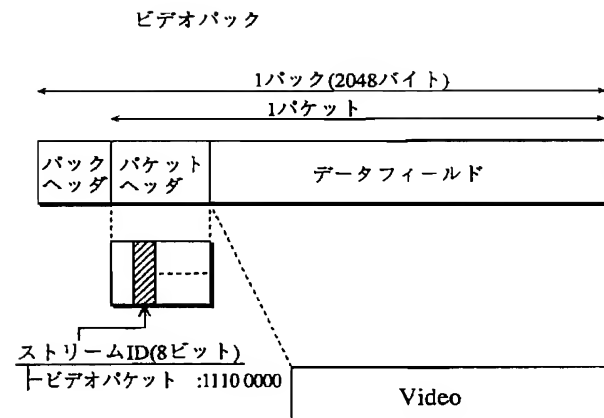 ビデオパック
1パック(2048バイト)
1パケット
パック
ヘッダ
パケット
ヘッダ
データフィールド
ストリームID(8ビット)
ビデオパケット :1110 0000
Video